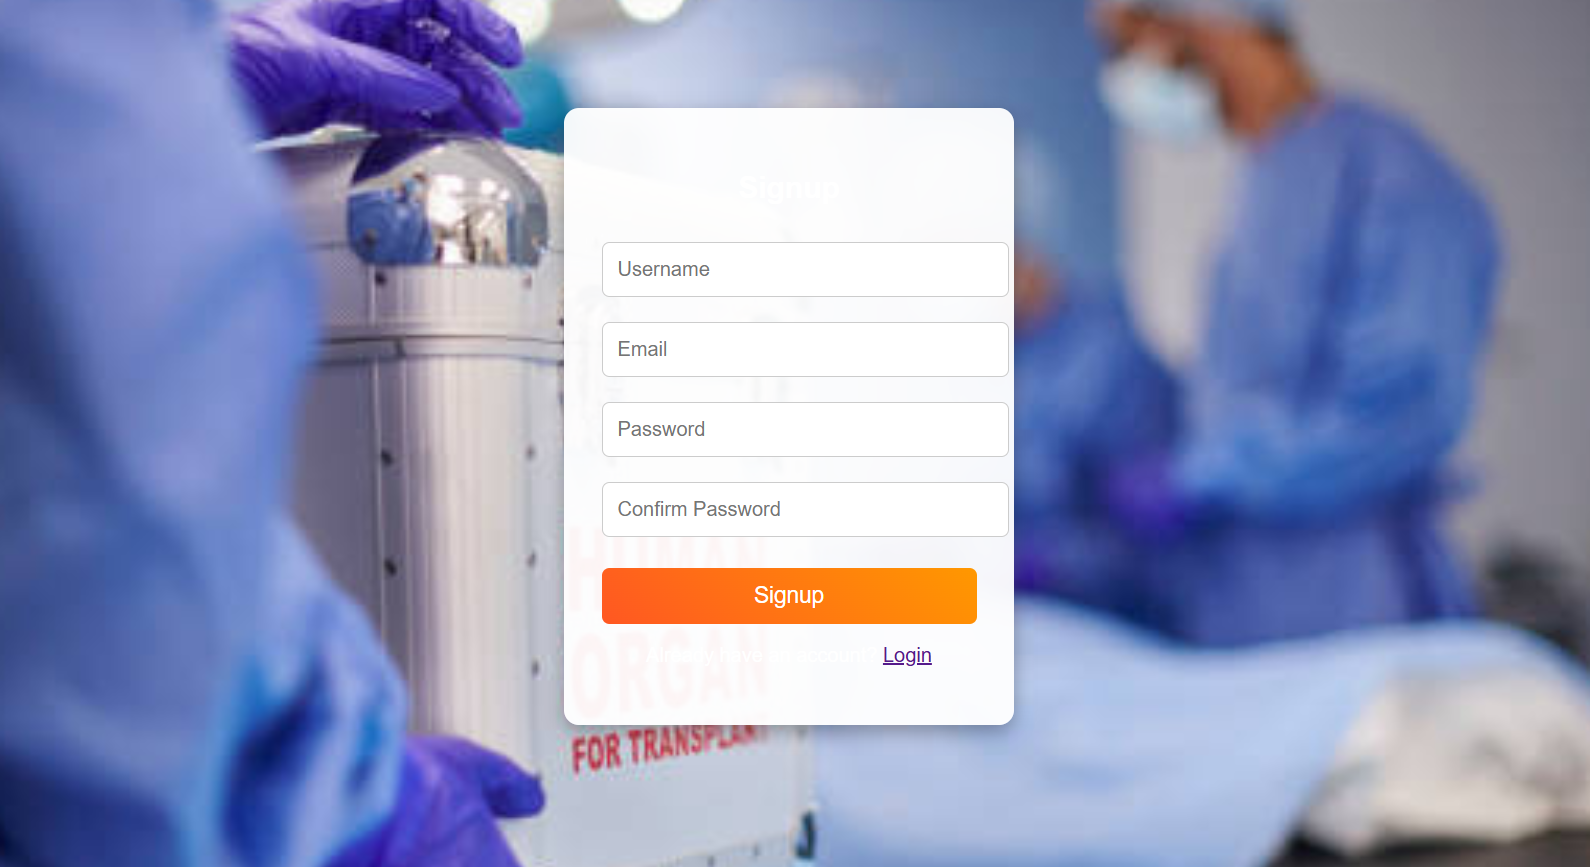 Signup
Username
Email
Password
Confirm Password
Signup
Already have an account? Login
HUMAN
ORGAN
FOR TRANSPLANT